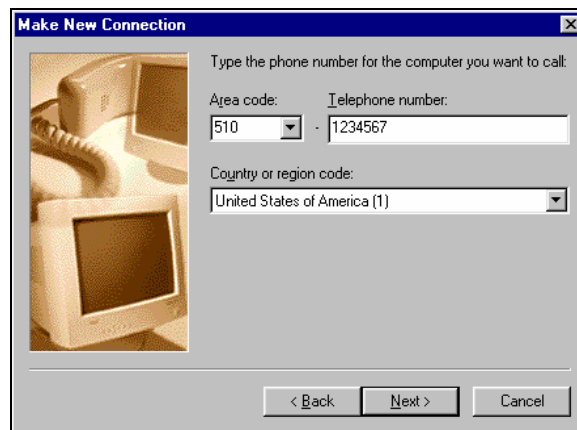 Make New Connection
Type the phone number for the computer you want to call:
Area code: Telephone number:
510 - 1234567
Country or region code:
United States of America (1)
< Back Next > Cancel